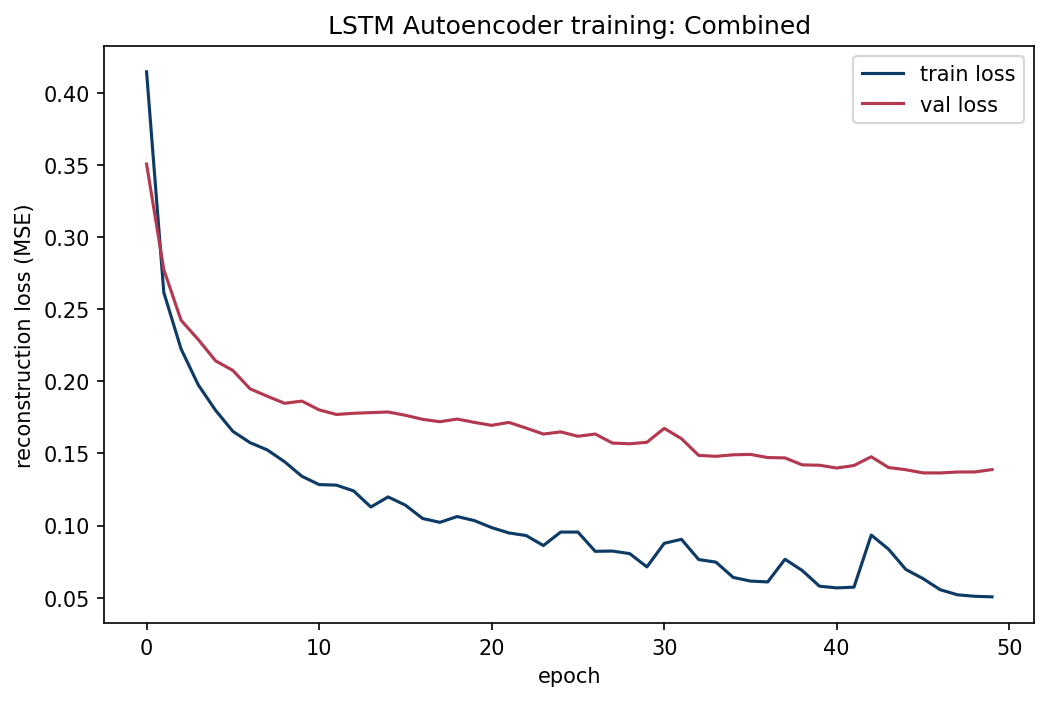 LSTM Autoencoder training: Combined
train loss
val loss
reconstruction loss (MSE)
0.40
0.35
0.30
0.25
0.20
0.15
0.10
0.05
0 10 20 30 40 50
epoch